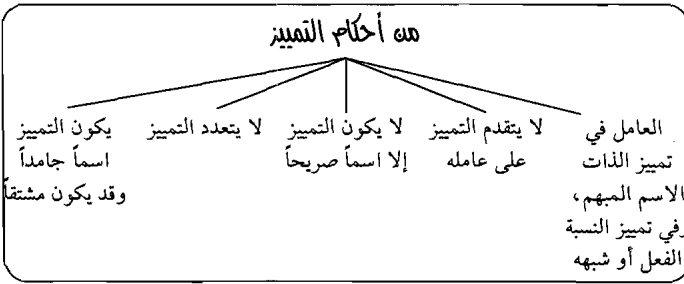 من أحكام التمييز
العامل في
تمييز الذات
الاسم المبهم،
وفي تمييز النسبة
الفعل أو شبهه
لا يتقدم التمييز
على عامله
لا يكون التمييز
إلا اسماً صريحاً
لا يتعدد التمييز
يكون التمييز
اسماً جامداً
وقد يكون مشتقاً